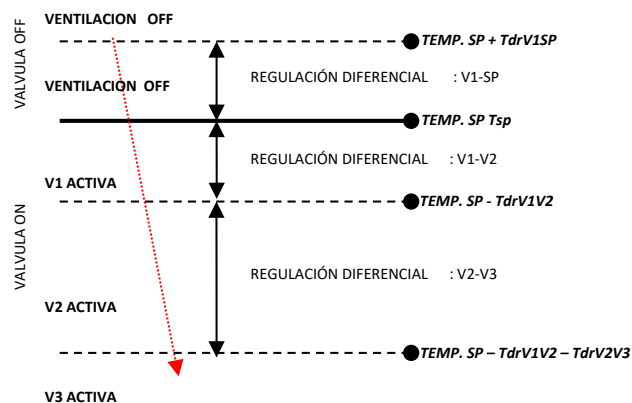 VENTILACION OFF
TEMP. SP + TdrV1SP
VALVULA OFF
REGULACIÓN DIFERENCIAL : V1-SP
VENTILACION OFF
TEMP. SP Tsp
REGULACIÓN DIFERENCIAL : V1-V2
V1 ACTIVA
TEMP. SP - TdrV1V2
VALVULA ON
REGULACIÓN DIFERENCIAL : V2-V3
V2 ACTIVA
TEMP. SP – TdrV1V2 – TdrV2V3
V3 ACTIVA